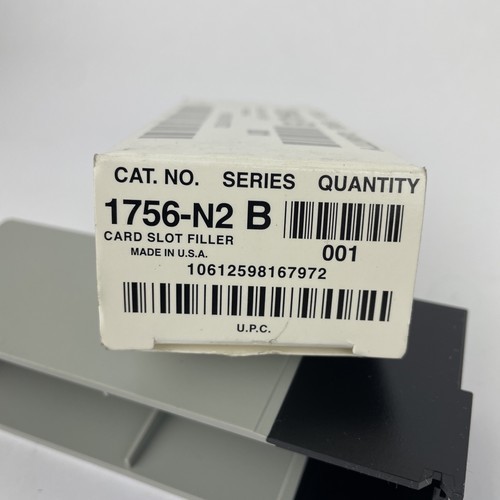 CAT. NO. SERIES QUANTITY
1756-N2 B
CARD SLOT FILLER
MADE IN U.S.A.
001
10612598167972
U.P.C.